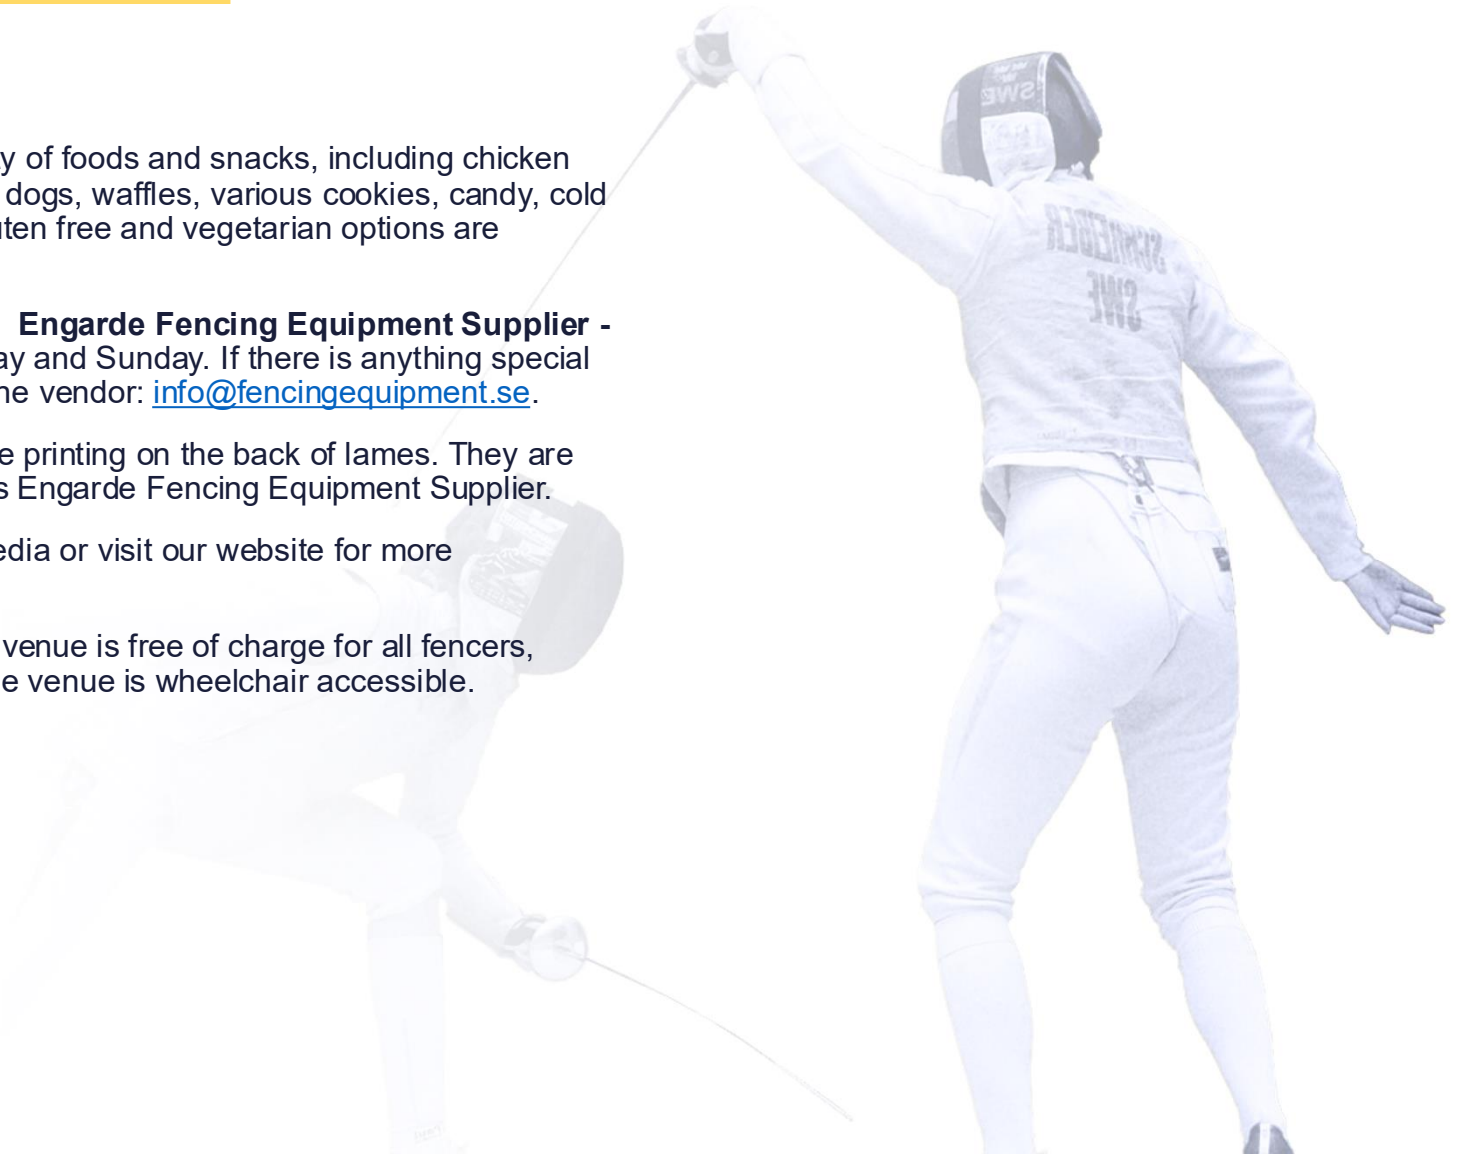 y of foods and snacks, including chicken
dogs, waffles, various cookies, candy, cold
ten free and vegetarian options are
Engarde Fencing Equipment Supplier -
ay and Sunday. If there is anything special
he vendor: info@fencingequipment.se.
e printing on the back of lames. They are
s Engarde Fencing Equipment Supplier.
edia or visit our website for more
venue is free of charge for all fencers,
e venue is wheelchair accessible.
SWE
SCHREIBER
SWE